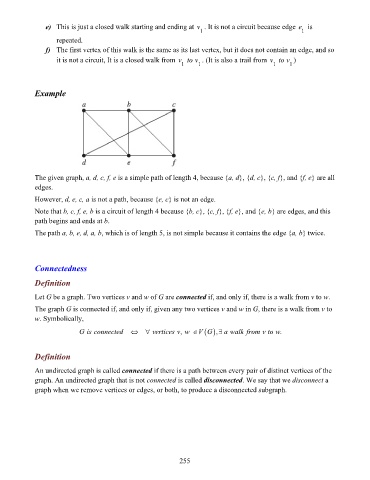 e) This is just a closed walk starting and ending at v1. It is not a circuit because edge e1 is
repeated.
f) The first vertex of this walk is the same as its last vertex, but it does not contain an edge, and so
it is not a circuit, It is a closed walk from v1 to v1. (It is also a trail from v1 to v1)
Example
a b c
d e f
The given graph, a, d, c, f, e is a simple path of length 4, because {a, d}, {d, c}, {c, f}, and {f, e} are all
edges.
However, d, e, c, a is not a path, because {e, c} is not an edge.
Note that b, c, f, e, b is a circuit of length 4 because {b, c}, {c, f}, {f, e}, and {e, b} are edges, and this
path begins and ends at b.
The path a, b, e, d, a, b, which is of length 5, is not simple because it contains the edge {a, b} twice.
Connectedness
Definition
Let G be a graph. Two vertices v and w of G are connected if, and only if, there is a walk from v to w.
The graph G is connected if, and only if, given any two vertices v and w in G, there is a walk from v to
w. Symbolically,
G is connected ⇔ ∀ vertices v, w ∈V(G),∃ a walk from v to w.
Definition
An undirected graph is called connected if there is a path between every pair of distinct vertices of the
graph. An undirected graph that is not connected is called disconnected. We say that we disconnect a
graph when we remove vertices or edges, or both, to produce a disconnected subgraph.
255